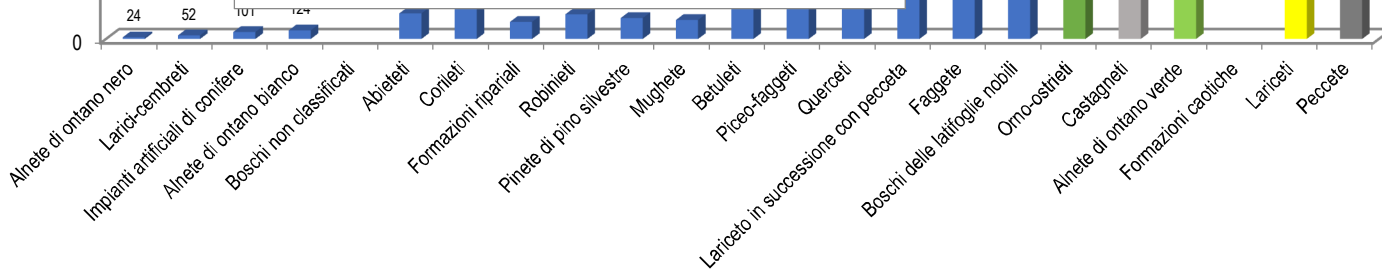 24
52
101
124
0
Alnete di ontano nero
Larici-cembreti
Impianti artificiali di conifere
Alnete di ontano bianco
Boschi non classificati
Abieteti
Corileti
Formazioni ripariali
Robinieti
Pinete di pino silvestre
Mughete
Betuleti
Piceo-faggeti
Querceti
Lariceto in successione con pecceta
Faggete
Boschi delle latifoglie nobili
Orno-ostrieti
Castagneti
Alnete di ontano verde
Formazioni caotiche
Lariceti
Peccete